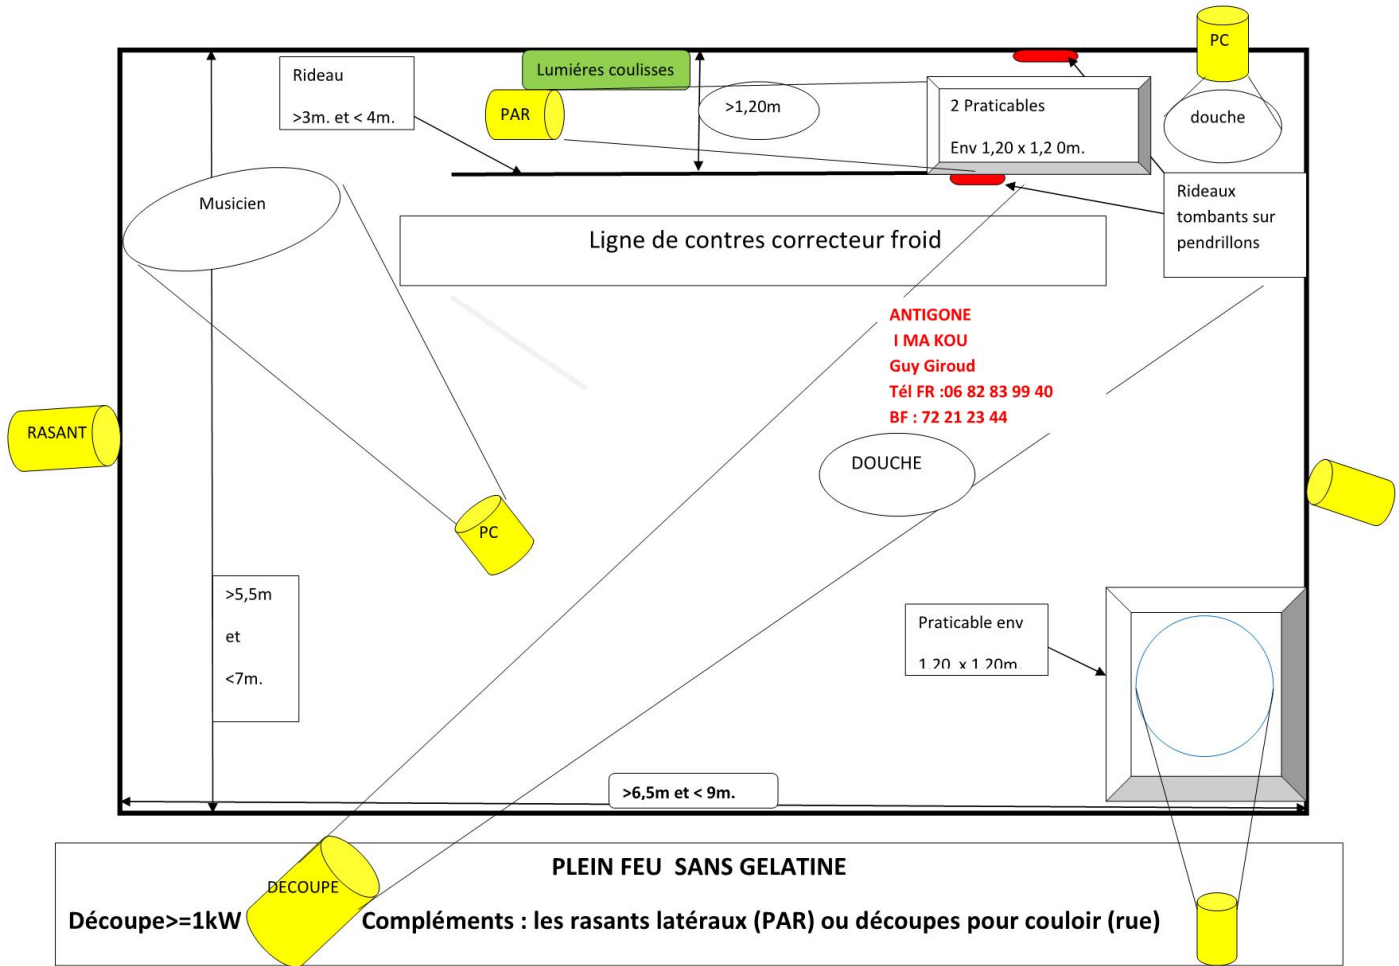 PC
Rideau
>3m. et < 4m.
Lumiéres coulisses
PAR
>1,20m
2 Praticables
Env 1,20 x 1,2 0m.
douche
Musicien
Rideaux
tombants sur
pendrillons
Ligne de contres correcteur froid
ANTIGONE
I MA KOU
Guy Giroud
Tél FR :06 82 83 99 40
BF : 72 21 23 44
RASANT
DOUCHE
PC
>5,5m
et
<7m.
Praticable env
1,20  x 1,20m.
>6,5m et < 9m.
PLEIN FEU  SANS GELATINE
DECOUPE
Découpe>=1kW
Compléments : les rasants latéraux (PAR) ou découpes pour couloir (rue)